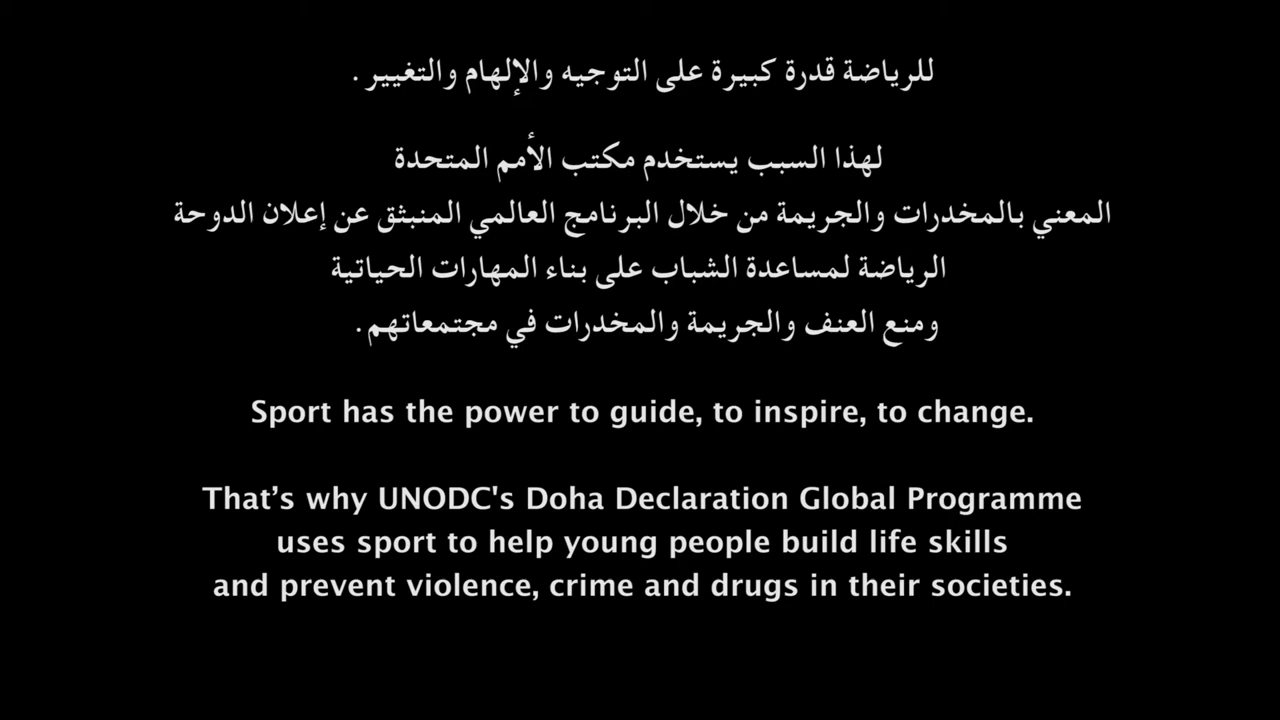 للرياضة قدرة كبيرة على التوجيه والإلهام والتغيير.
لهذا السبب يستخدم مكتب الأمم المتحدة
المعني بالمخدرات والجريمة من خلال البرنامج العالمي المنبثق عن إعلان الدوحة
الرياضة لمساعدة الشباب على بناء المهارات الحياتية
ومنع العنف والجريمة والمخدرات في مجتمعاتهم.
Sport has the power to guide, to inspire, to change.
That’s why UNODC's Doha Declaration Global Programme
uses sport to help young people build life skills
and prevent violence, crime and drugs in their societies.